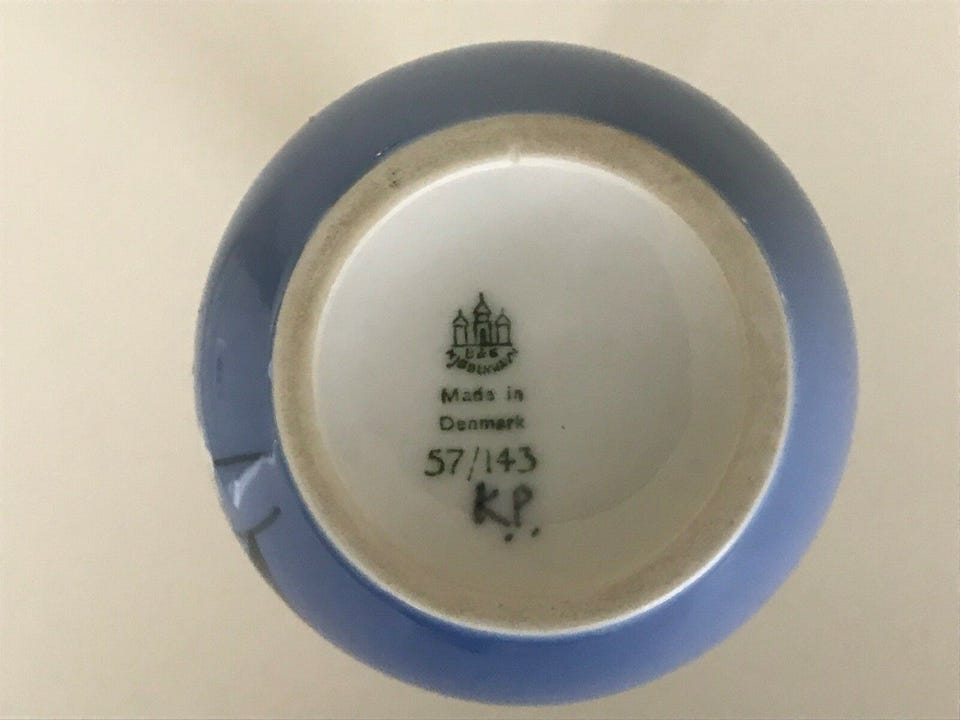 B & G
KJØBENHAVN
Made in
Denmark
57/143
K.P.